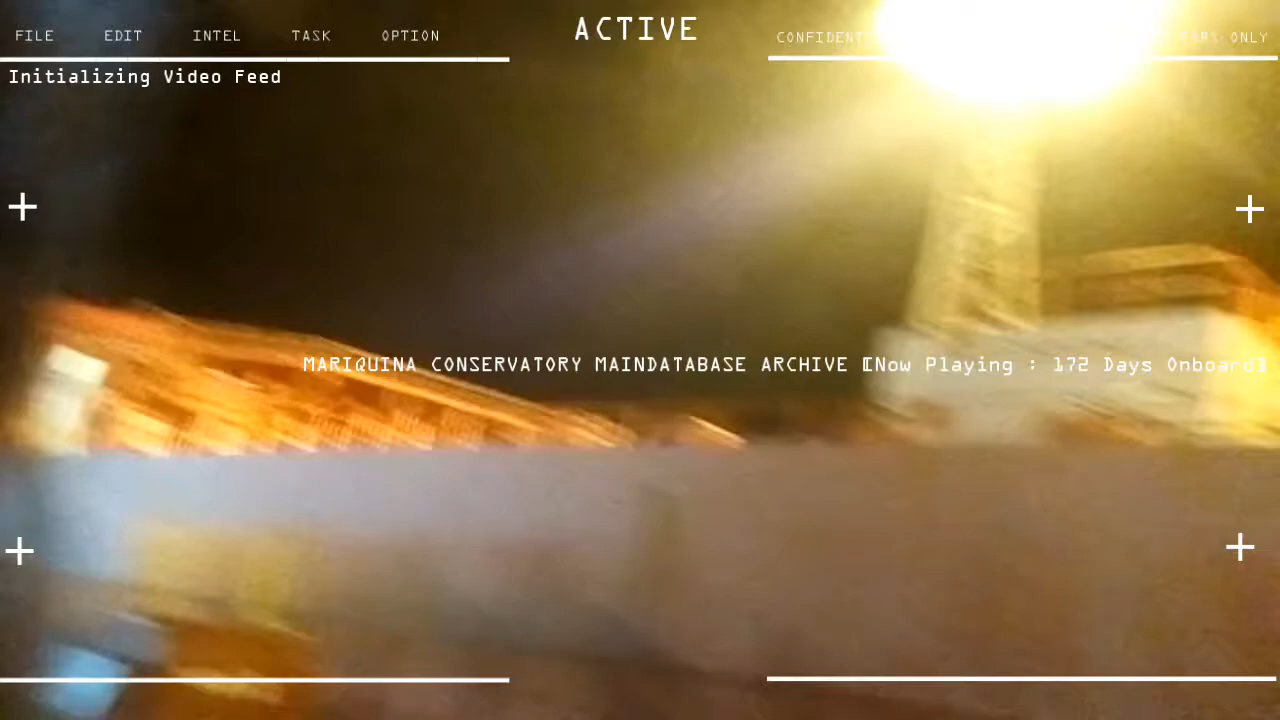 FILE EDIT INTEL TASK OPTION
ACTIVE
ONLY
Initializing Video Feed
MARIQUINA CONSERVATORY MAINDATABASE ARCHIVE [Now Playing : 172 Days Onboard]